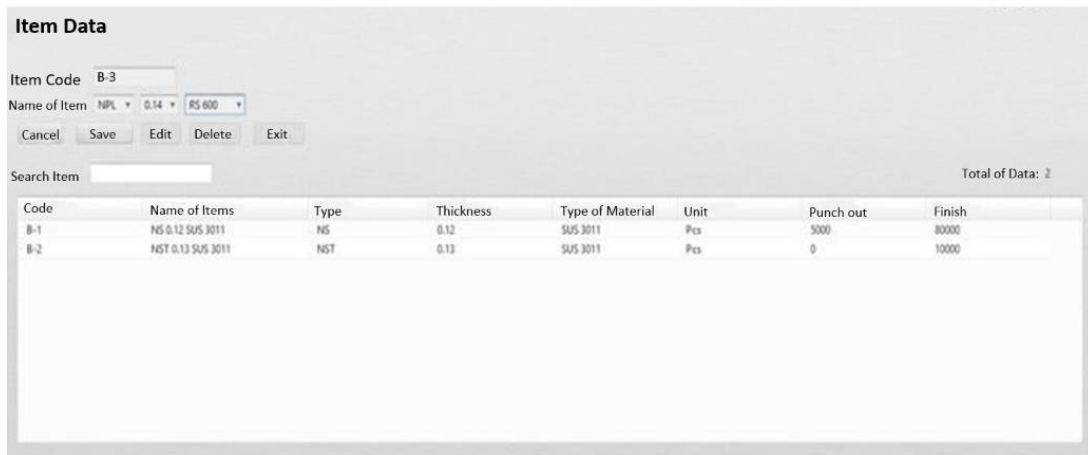 Item Data
Item Code B-3
Name of Item NPL 0.14 RS 600
Cancel Save Edit Delete Exit
Search Item Total of Data: 2
Code Name of Items Type Thickness Type of Material Unit Punch out Finish
B-1 NS 0.12 SUS 3011 NS 0.12 SUS 3011 Pcs 5000 80000
B-2 NST 0.13 SUS 3011 NST 0.13 SUS 3011 Pcs 0 10000